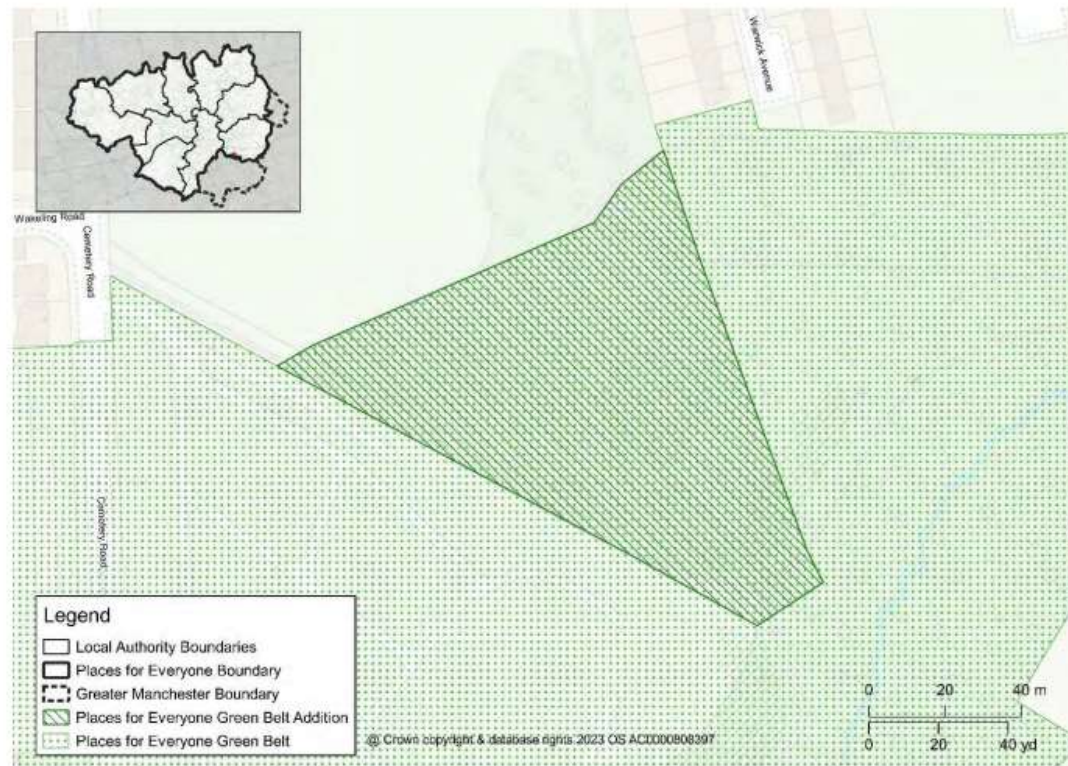 Warwick Avenue
Wakeling Road
Cemetery Road
Cemetery Road
Legend
Local Authority Boundaries
Places for Everyone Boundary
Greater Manchester Boundary
Places for Everyone Green Belt Addition
Places for Everyone Green Belt
@ Crown copyright & database rights 2023 OS AC0000808397
0 20 40 m
0 20 40 yd